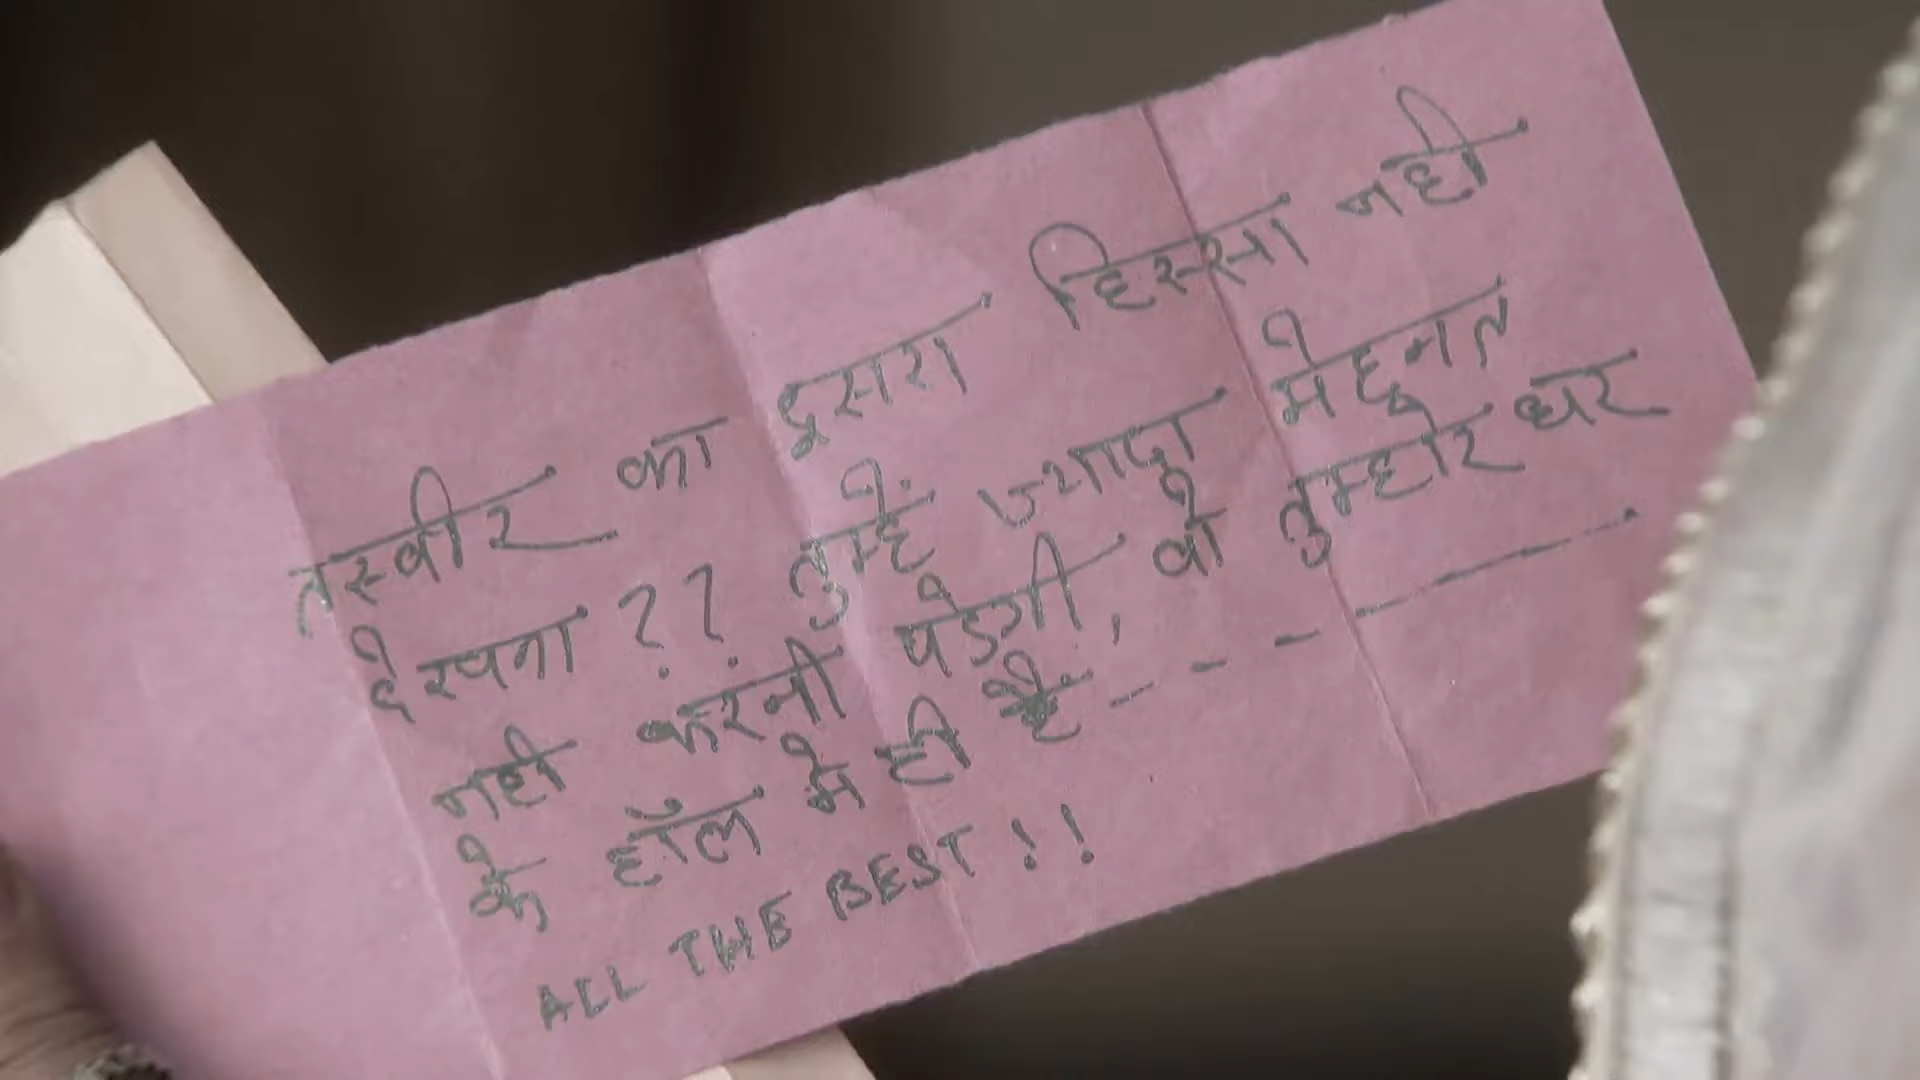 तस्वीर का दूसरा हिस्सा नही
देखना ?? तुम्हें ज्यादा मेहनत
नही करनी पडेगी, वो तुम्हारे घर
के हॉल मे ही है - - - - - -
ALL THE BEST !!